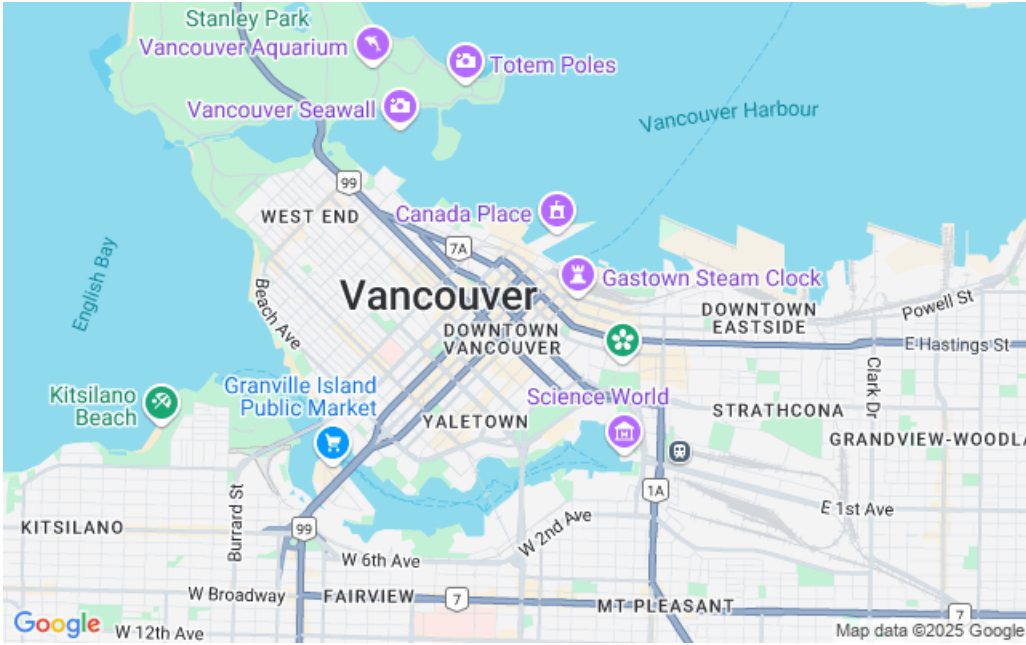 Stanley Park
Vancouver Aquarium
Totem Poles
Vancouver Seawall
Vancouver Harbour
99
WEST END
Canada Place
7A
English Bay
Beach Ave
Vancouver
Gastown Steam Clock
DOWNTOWN
VANCOUVER
DOWNTOWN
EASTSIDE
Powell St
E Hastings St
Clark Dr
Kitsilano
Beach
Granville Island
Public Market
Science World
YALETOWN
STRATHCONA
GRANDVIEW-WOODLA
1A
E 1st Ave
KITSILANO
Burrard St
99
W 2nd Ave
W 6th Ave
W Broadway
FAIRVIEW
7
MT PLEASANT
7
Google
W 12th Ave
Map data ©2025 Google